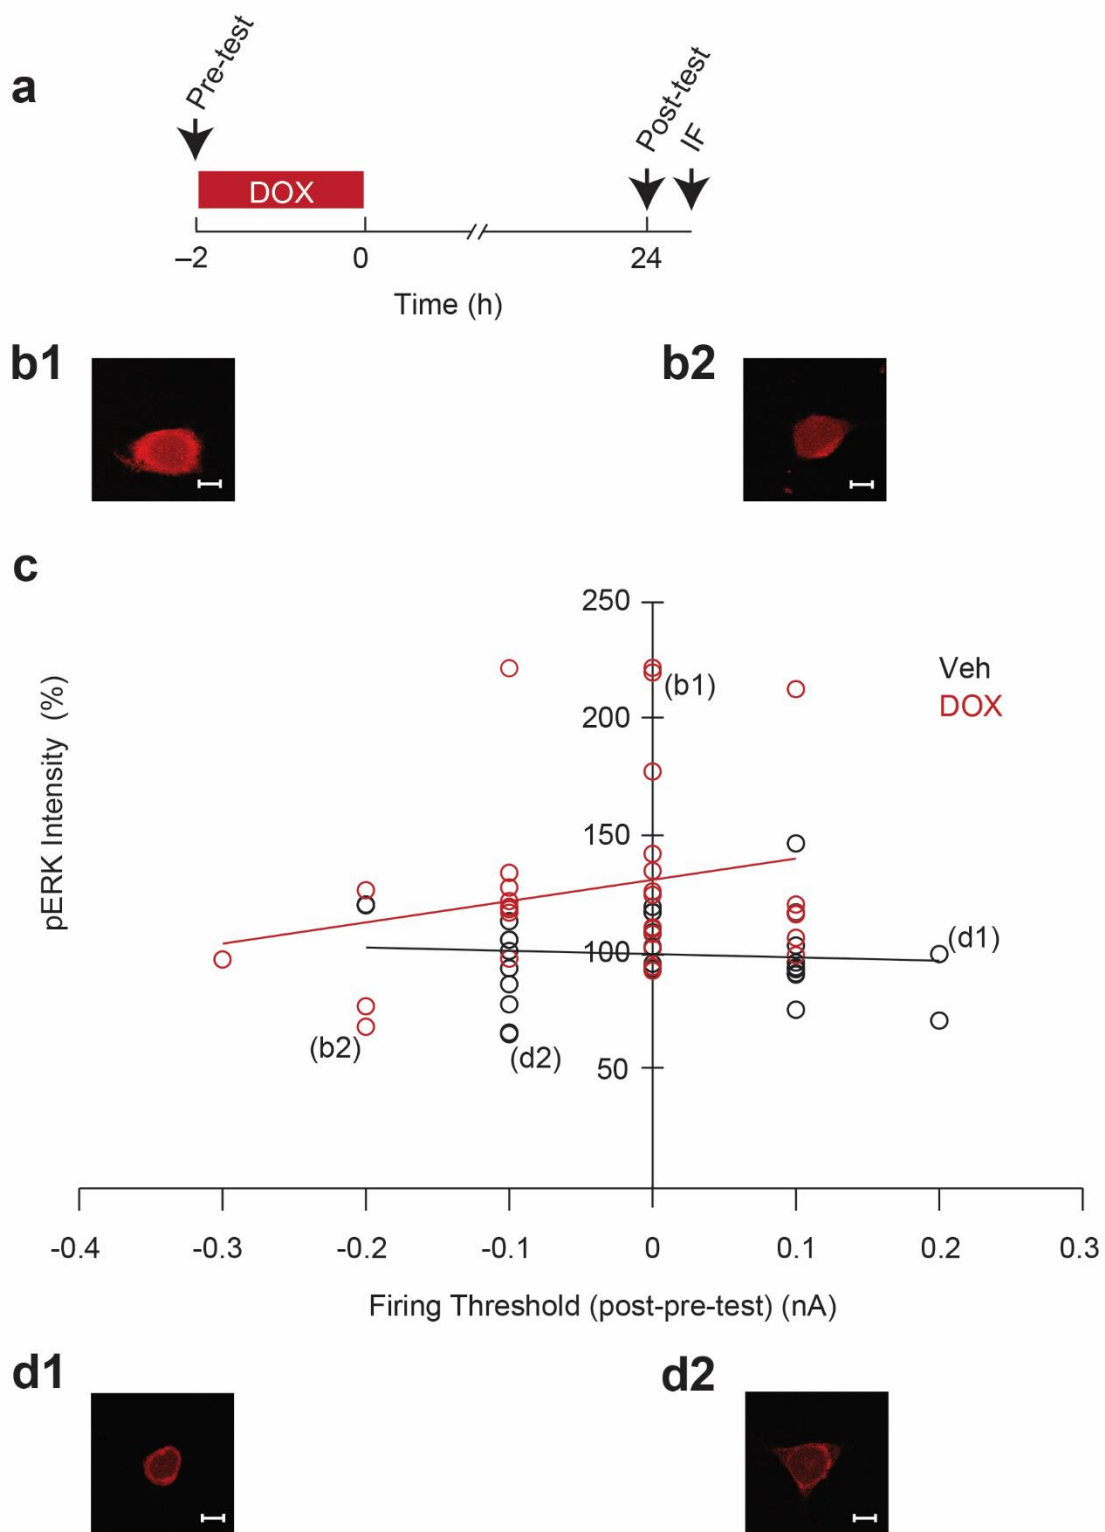 a
Pre-test
Post-test
IF
DOX
–2
0
24
Time (h)
b1
b2
c
pERK Intensity (%)
250
200
150
100
50
Veh
DOX
(b1)
(d1)
(b2)
(d2)
-0.4
-0.3
-0.2
-0.1
0
0.1
0.2
0.3
Firing Threshold (post-pre-test) (nA)
d1
d2